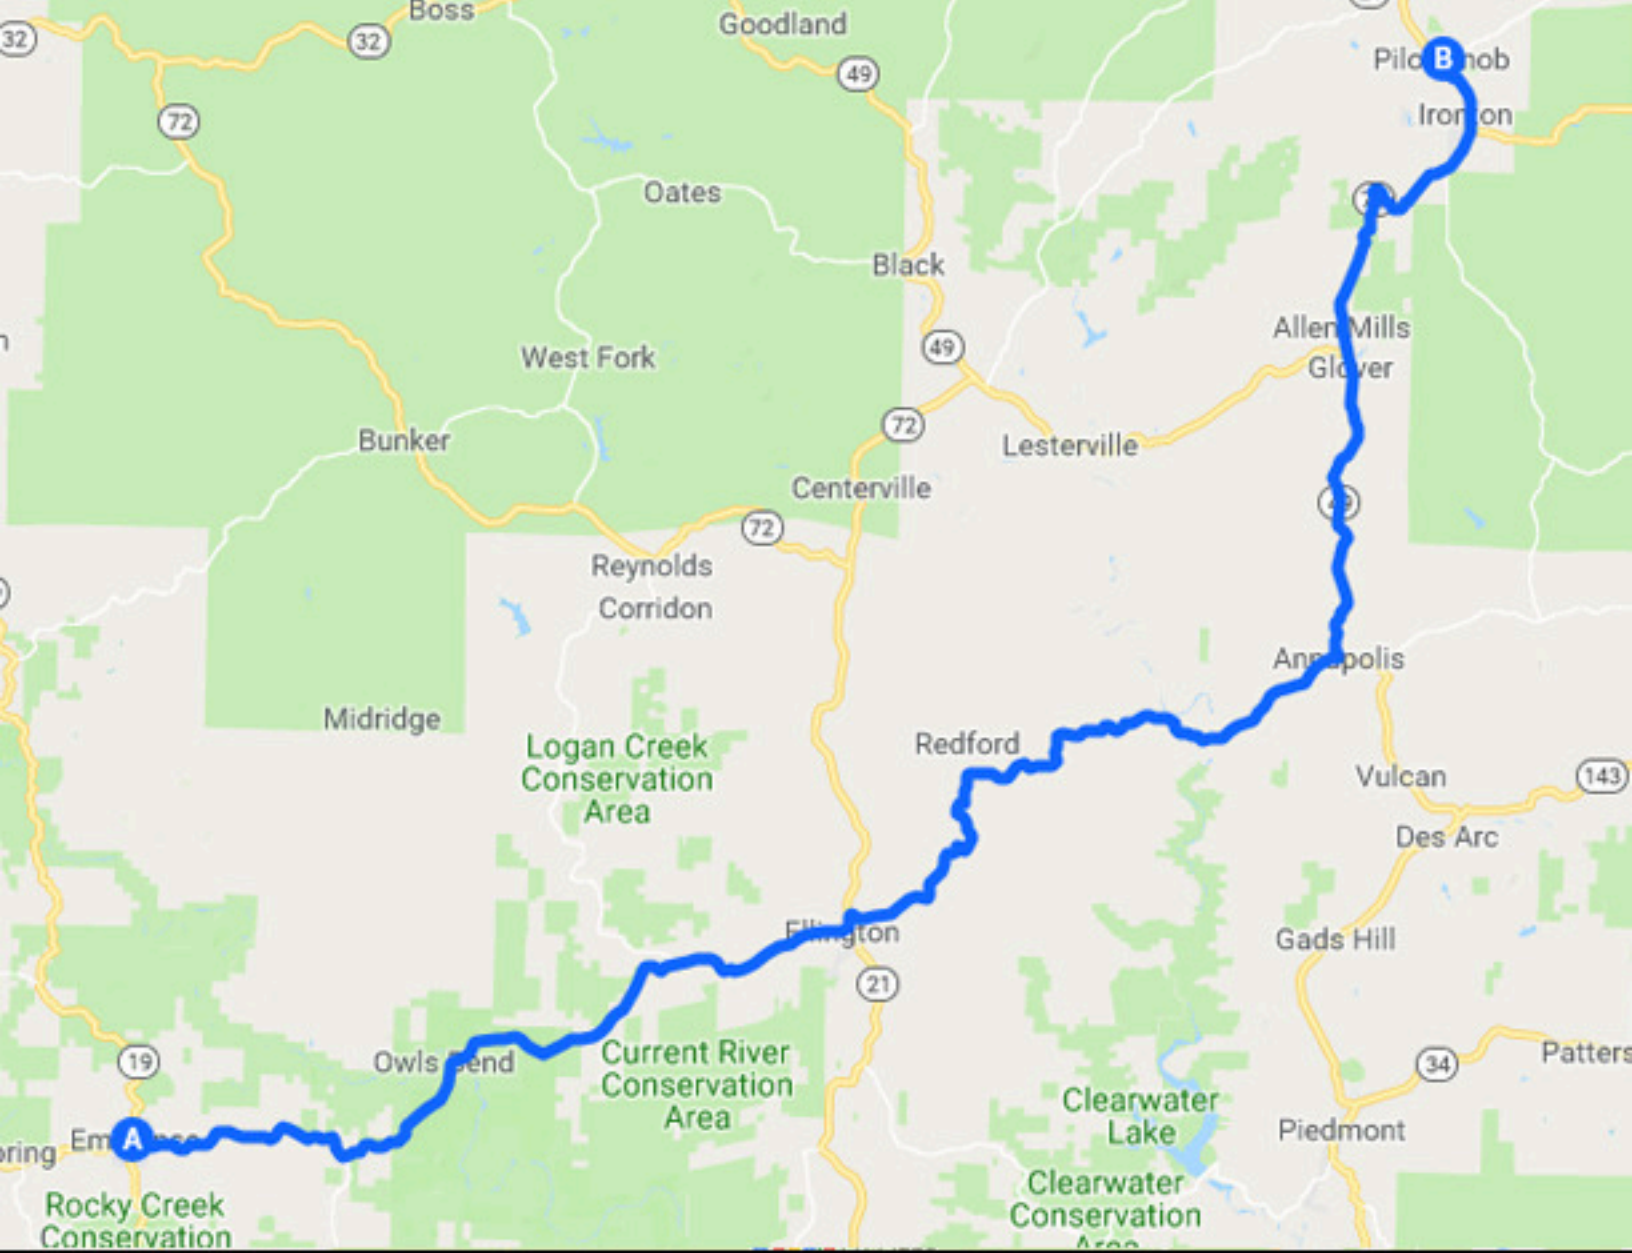 Boss
Goodland
32
32
49
B
Ironton
72
Oates
Black
Allen Mills
49
West Fork
Glover
72
Bunker
Lesterville
Centerville
72
Reynolds
Corridon
Annapolis
Midridge
Redford
Logan Creek
Conservation
Area
Vulcan
143
Des Arc
Ellington
Gads Hill
21
Owls Bend
19
Current River
Conservation
Area
34
Patters
Clearwater
Lake
A
Piedmont
Rocky Creek
Conservation
Clearwater
Conservation
Area